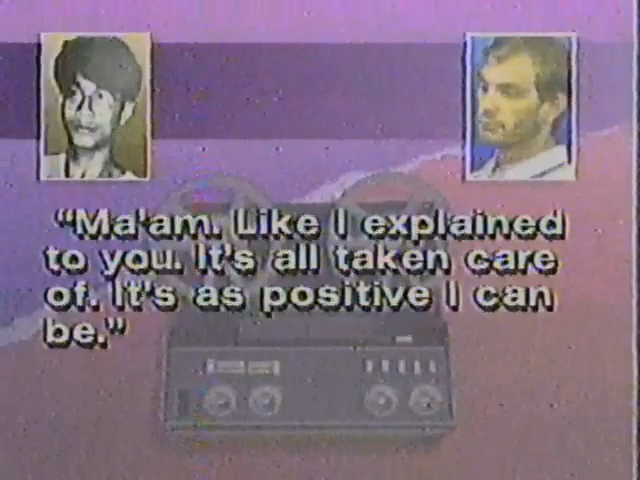 "Ma'am. Like I explained
to you. It's all taken care
of. It's as positive I can
be."